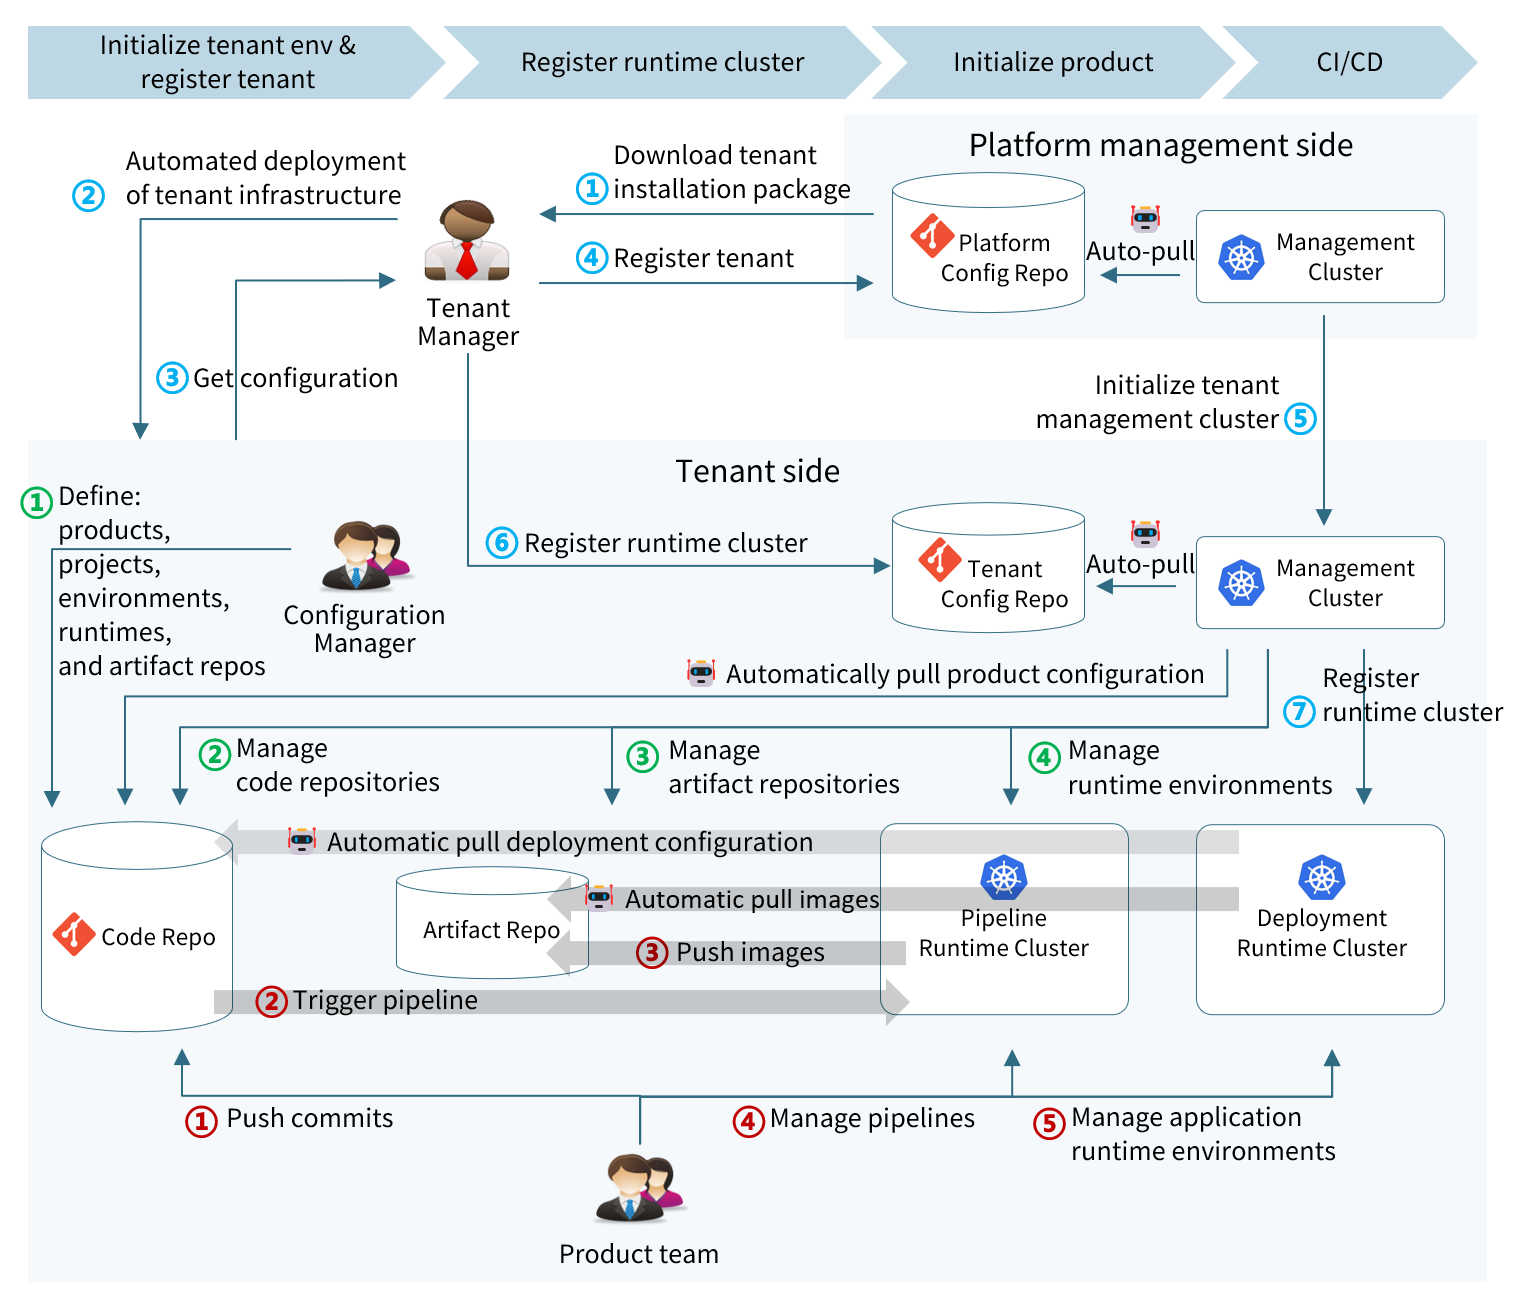 Initialize tenant env &
register tenant
Register runtime cluster
Initialize product
CI/CD
Platform management side
Automated deployment
of tenant infrastructure
2
Download tenant
installation package
1
4 Register tenant
Platform
Config Repo
Auto-pull
Management
Cluster
Tenant
Manager
3 Get configuration
Initialize tenant
management cluster 5
Tenant side
1 Define:
products,
projects,
environments,
runtimes,
and artifact repos
Configuration
Manager
6 Register runtime cluster
Tenant
Config Repo
Auto-pull
Management
Cluster
Automatically pull product configuration
Register
7 runtime cluster
2 Manage
code repositories
3 Manage
artifact repositories
4 Manage
runtime environments
Automatic pull deployment configuration
Automatic pull images
Code Repo
Artifact Repo
Pipeline
Runtime Cluster
Deployment
Runtime Cluster
3 Push images
2 Trigger pipeline
1 Push commits
4 Manage pipelines
5 Manage application
runtime environments
Product team